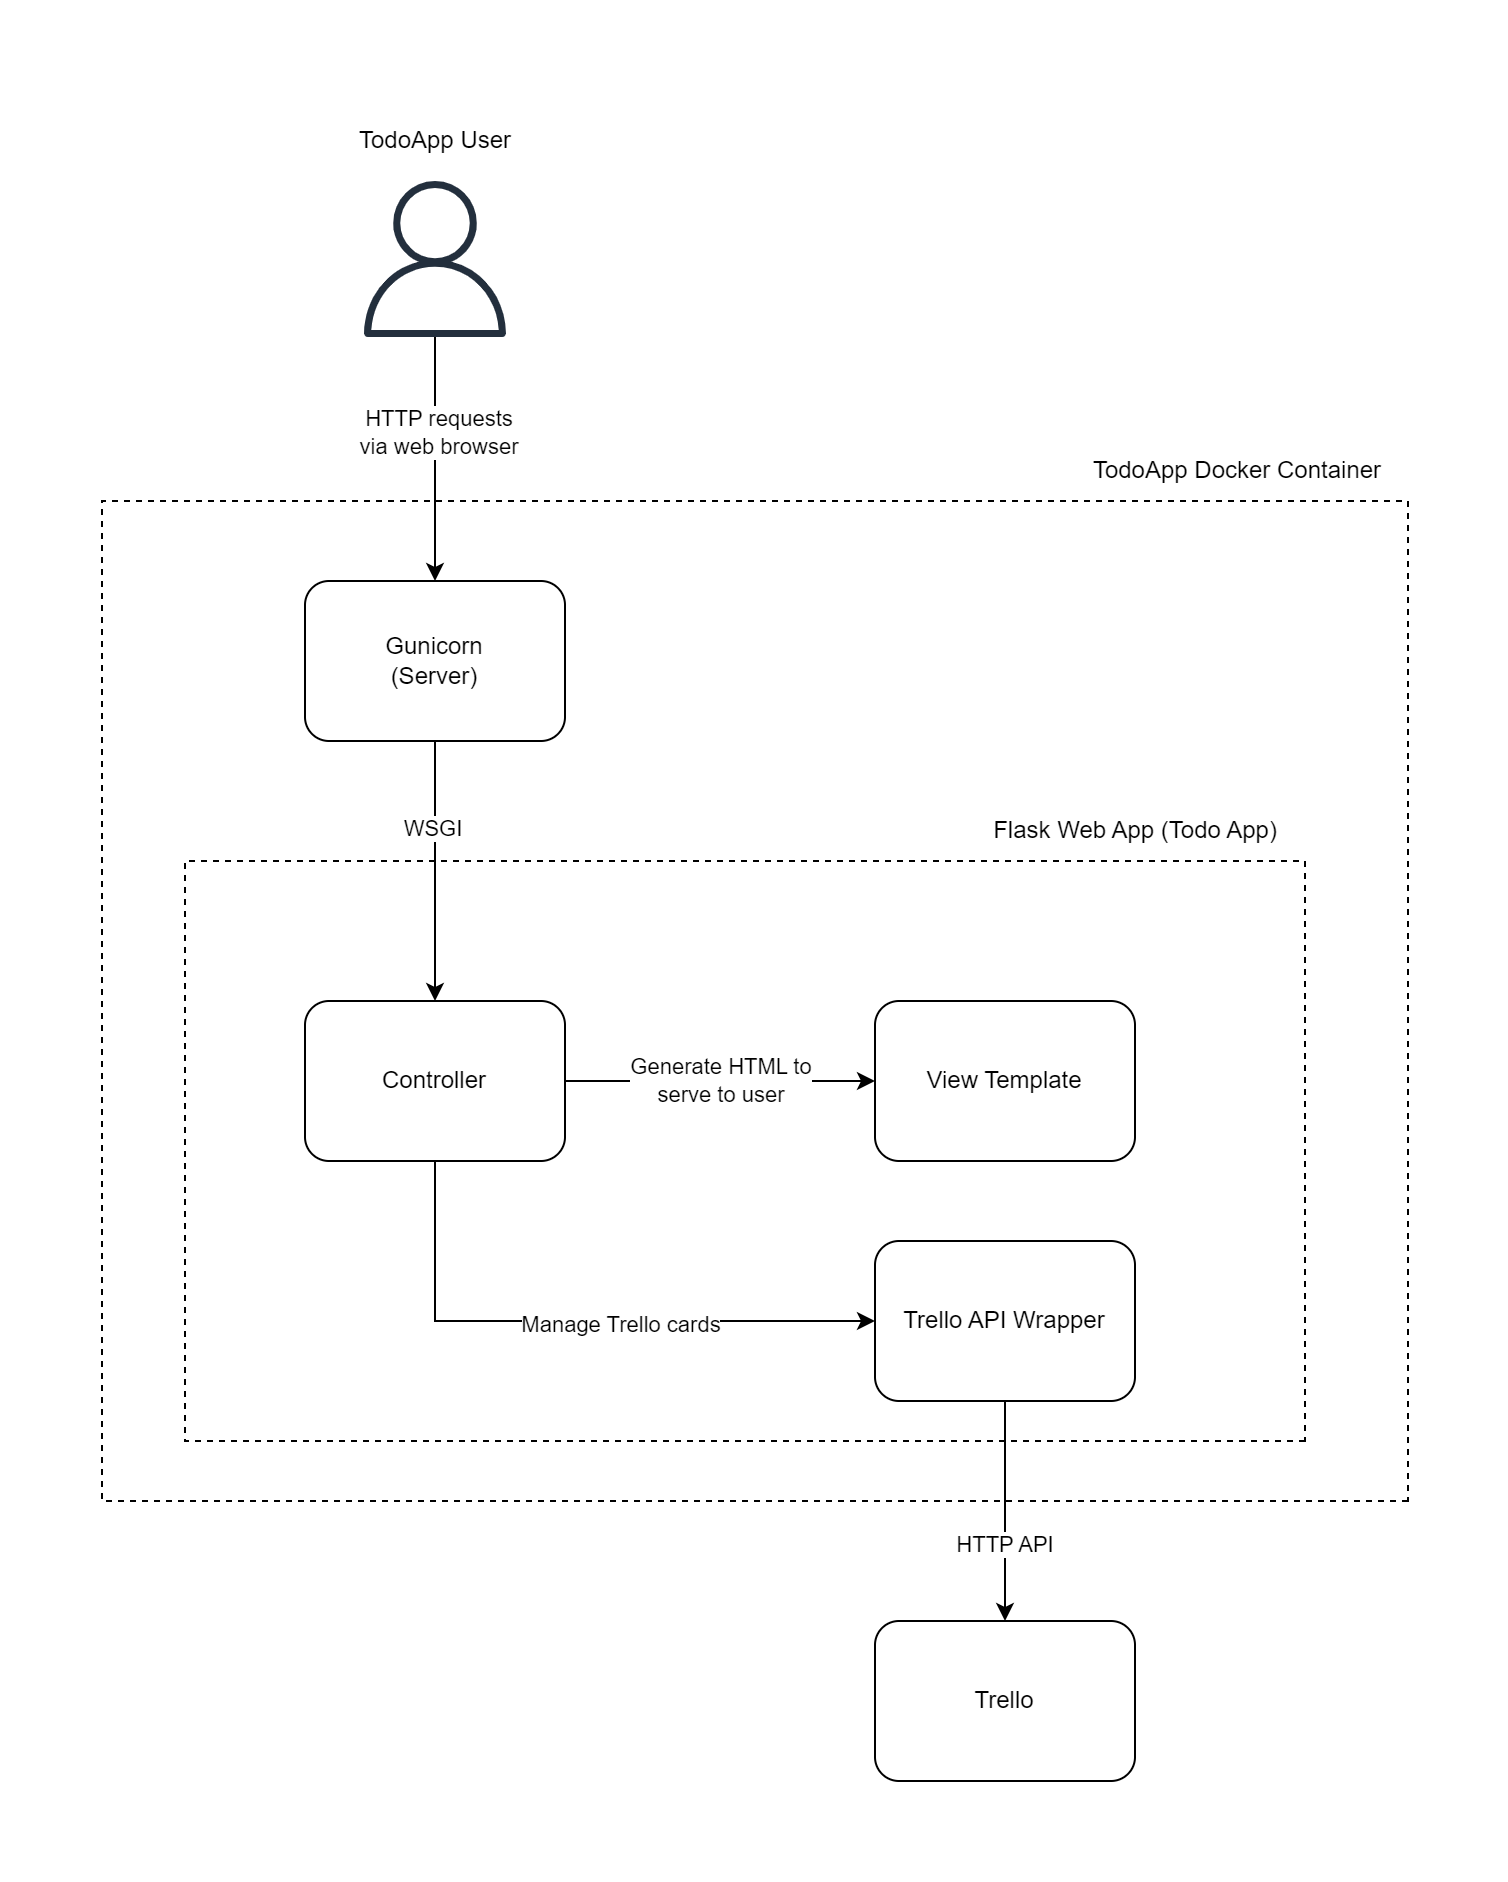 TodoApp User
HTTP requests
via web browser
TodoApp Docker Container
Gunicorn
(Server)
WSGI
Flask Web App (Todo App)
Controller
Generate HTML to
serve to user
View Template
Manage Trello cards
Trello API Wrapper
HTTP API
Trello